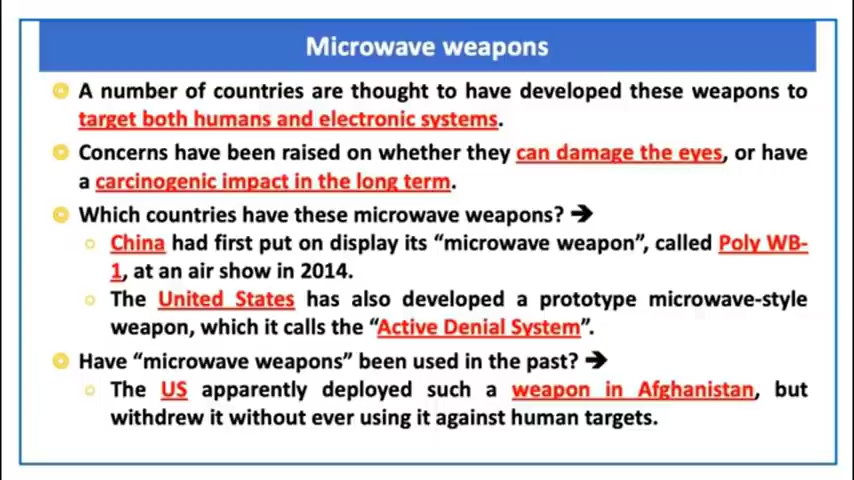 Microwave weapons
A number of countries are thought to have developed these weapons to
target both humans and electronic systems.
Concerns have been raised on whether they can damage the eyes, or have
a carcinogenic impact in the long term.
Which countries have these microwave weapons? ➔
China had first put on display its “microwave weapon”, called Poly WB-
1, at an air show in 2014.
The United States has also developed a prototype microwave-style
weapon, which it calls the “Active Denial System”.
Have “microwave weapons” been used in the past? ➔
The US apparently deployed such a weapon in Afghanistan, but
withdrew it without ever using it against human targets.